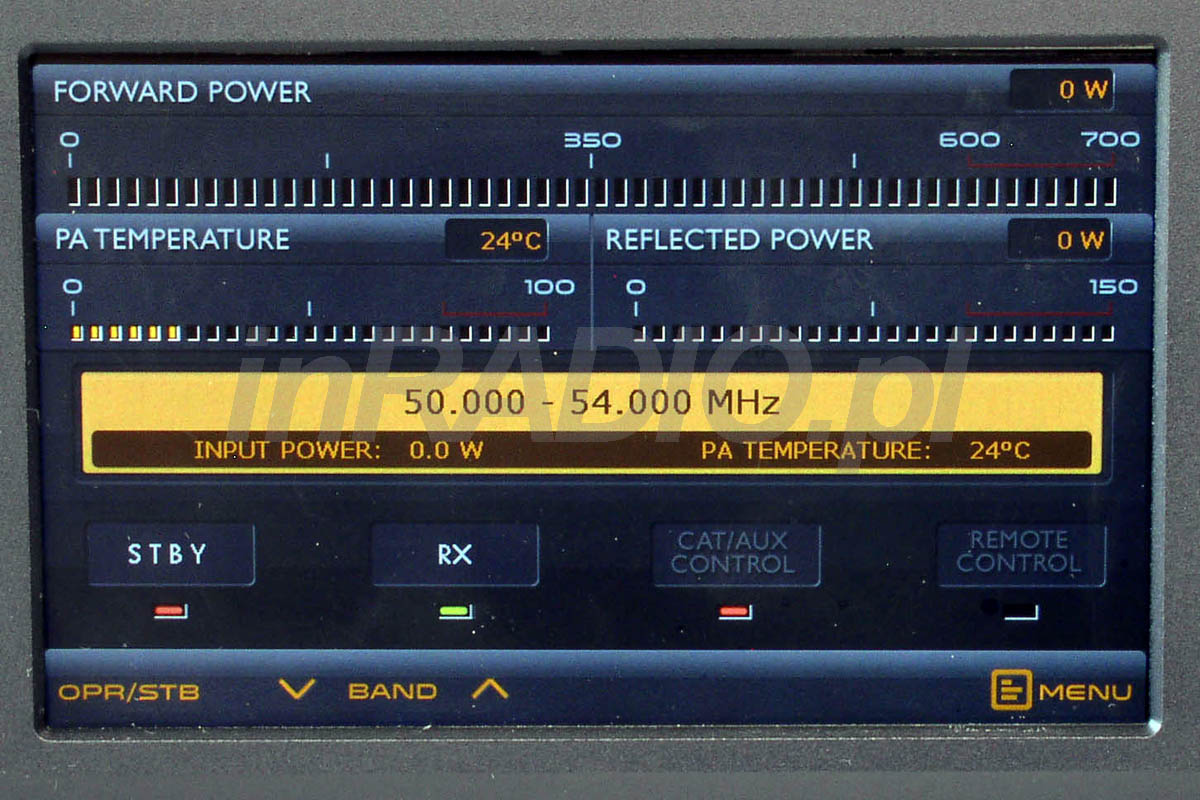 FORWARD POWER 0 W
0 350 600 700
PA TEMPERATURE 24ºC REFLECTED POWER 0 W
0 100 0 150
inRADIO.pl
50.000 - 54.000 MHz
INPUT POWER: 0.0 W PA TEMPERATURE: 24ºC
STBY RX CAT/AUX REMOTE
CONTROL CONTROL
OPR/STB BAND MENU